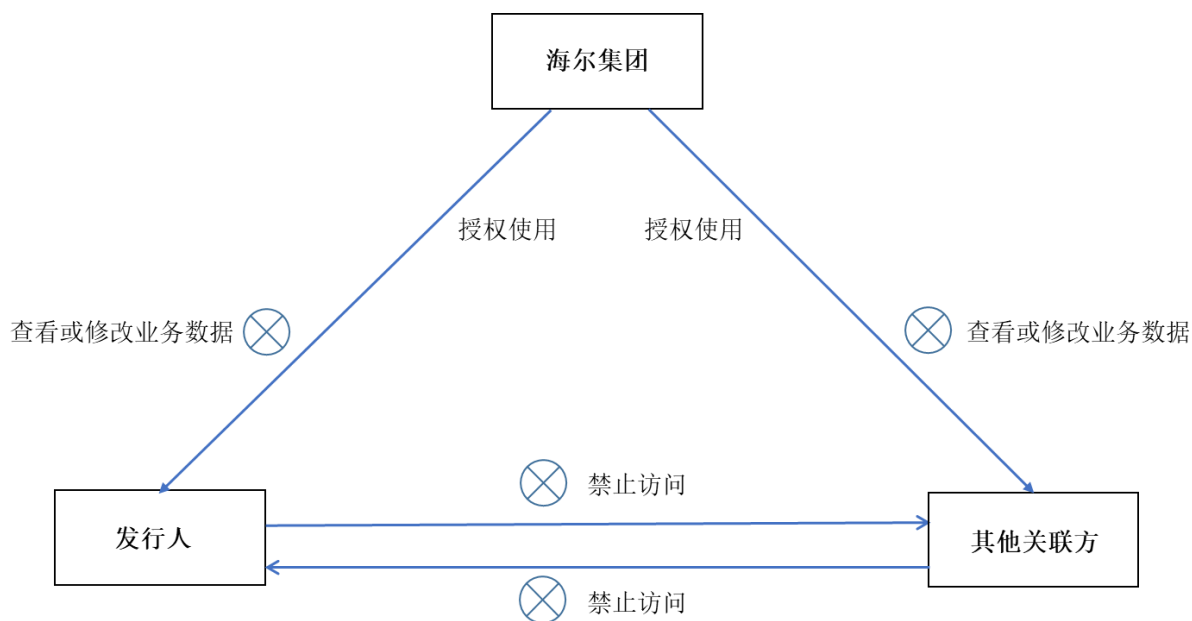 海尔集团
授权使用
授权使用
查看或修改业务数据
查看或修改业务数据
禁止访问
发行人
其他关联方
禁止访问